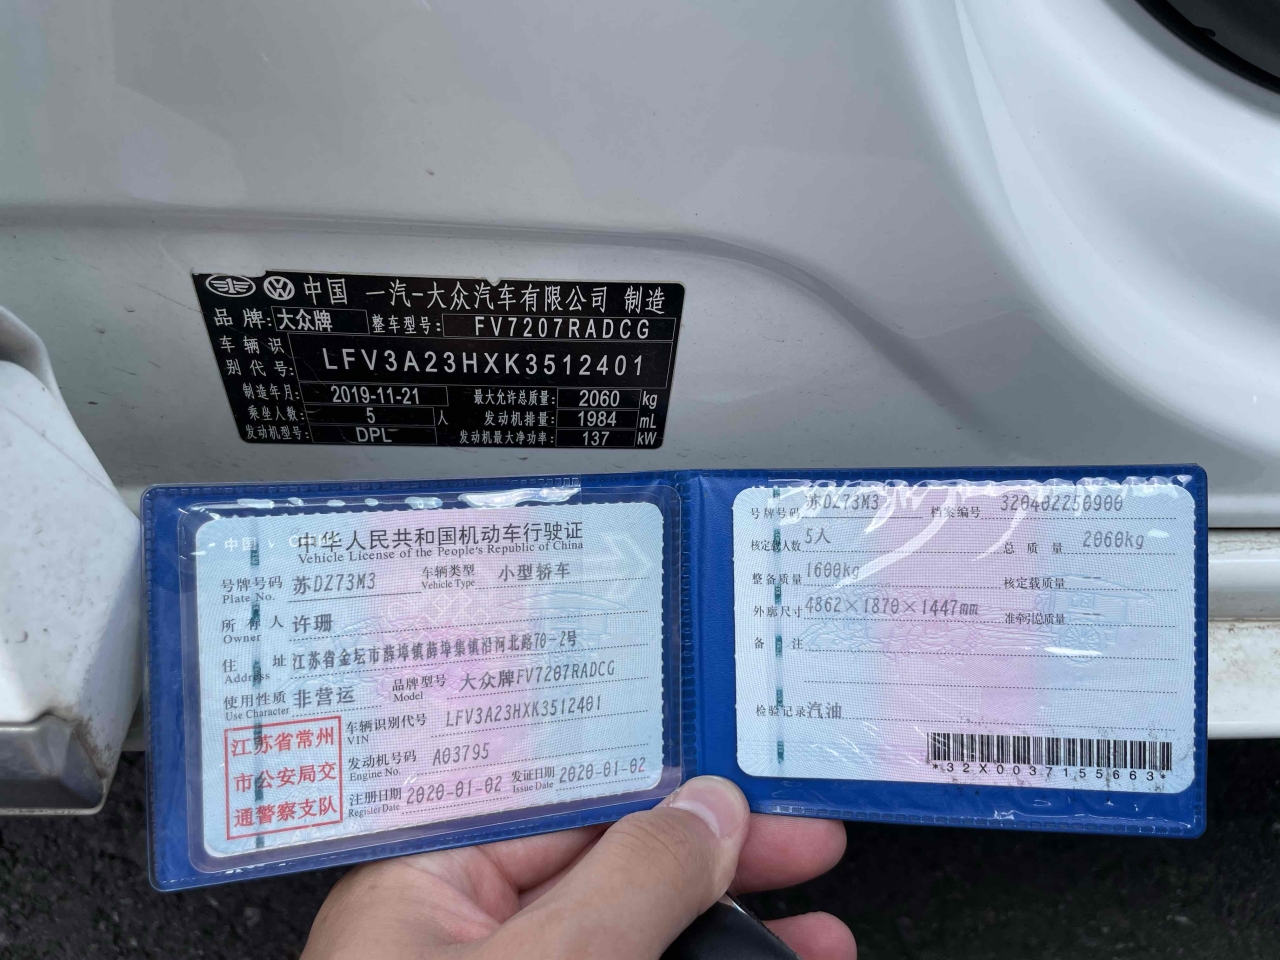 中国 一汽-大众汽车有限公司 制造
品牌: 大众牌 整车型号: FV7207RADCG
车辆识别代号: LFV3A23HXK3512401
制造年月: 2019-11-21 最大允许总质量: 2060 kg
乘坐人数: 5 人 发动机排量: 1984 mL
发动机型号: DPL 发动机最大净功率: 137 kW
中华人民共和国机动车行驶证
Vehicle License of the People's Republic of China
号牌号码 苏DZ73M3 车辆类型 小型轿车
Plate No. Vehicle Type
所有人 许珊
Owner
住址 江苏省金坛市薛埠镇薛埠集镇沿河北路70-2号
Address
使用性质 非营运 品牌型号 大众牌FV7207RADCG
Use Character Model
江苏省常州市公安局交通警察支队
车辆识别代号 LFV3A23HXK3512401
VIN
发动机号码 A03795
Engine No.
注册日期 2020-01-02 发证日期 2020-01-02
Register Date Issue Date
号牌号码 苏DZ73M3 档案编号 320402250900
核定载人数 5人 总质量 2060kg
整备质量 1600kg 核定载质量
外廓尺寸 4862×1870×1447mm 准牵引总质量
备注
检验记录 汽油
*32X0037155663*